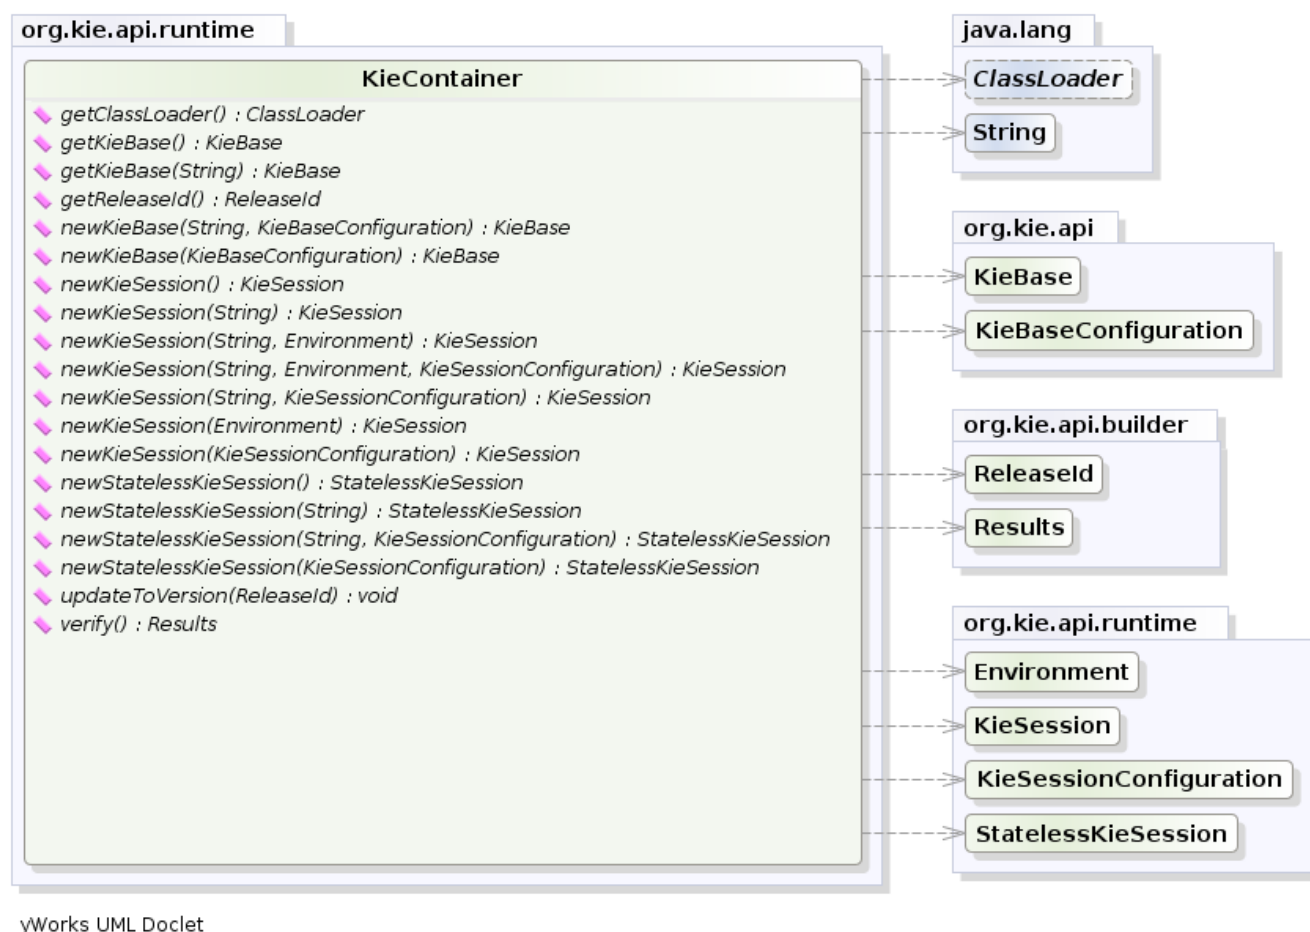 org.kie.api.runtime
KieContainer
getClassLoader() : ClassLoader
getKieBase() : KieBase
getKieBase(String) : KieBase
getReleaseId() : ReleaseId
newKieBase(String, KieBaseConfiguration) : KieBase
newKieBase(KieBaseConfiguration) : KieBase
newKieSession() : KieSession
newKieSession(String) : KieSession
newKieSession(String, Environment) : KieSession
newKieSession(String, Environment, KieSessionConfiguration) : KieSession
newKieSession(String, KieSessionConfiguration) : KieSession
newKieSession(Environment) : KieSession
newKieSession(KieSessionConfiguration) : KieSession
newStatelessKieSession() : StatelessKieSession
newStatelessKieSession(String) : StatelessKieSession
newStatelessKieSession(String, KieSessionConfiguration) : StatelessKieSession
newStatelessKieSession(KieSessionConfiguration) : StatelessKieSession
updateToVersion(ReleaseId) : void
verify() : Results
java.lang
ClassLoader
String
org.kie.api
KieBase
KieBaseConfiguration
org.kie.api.builder
ReleaseId
Results
org.kie.api.runtime
Environment
KieSession
KieSessionConfiguration
StatelessKieSession
yWorks UML Doclet